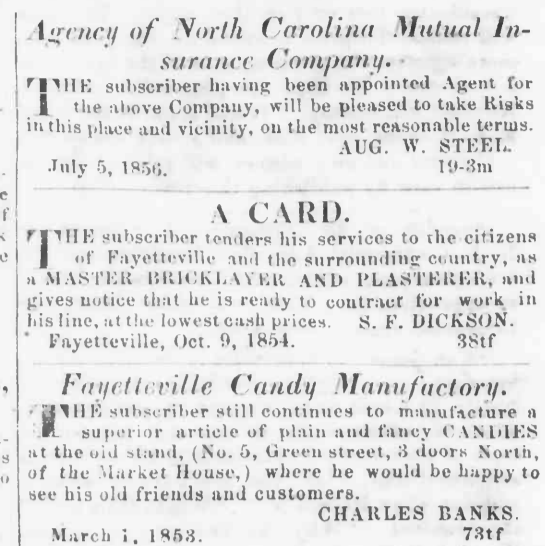 Agency of North Carolina Mutual In-
surance Company.
THE subscriber having been appointed Agent for
the above Company, will be pleased to take Risks
in this place and vicinity, on the most reasonable terms.
AUG. W. STEEL.
July 5, 1856. 19-3m
A CARD.
THE subscriber tenders his services to the citizens
of Fayetteville and the surrounding country, as
a MASTER BRICKLAYER AND PLASTERER, and
gives notice that he is ready to contract for work in
his line, at the lowest cash prices. S. F. DICKSON.
Fayetteville, Oct. 9, 1854. 38tf
Fayetteville Candy Manufactory.
THE subscriber still continues to manufacture a
superior article of plain and fancy CANDIES
at the old stand, (No. 5, Green street, 3 doors North,
of the Market House,) where he would be happy to
see his old friends and customers.
CHARLES BANKS.
March 1, 1853. 73tf